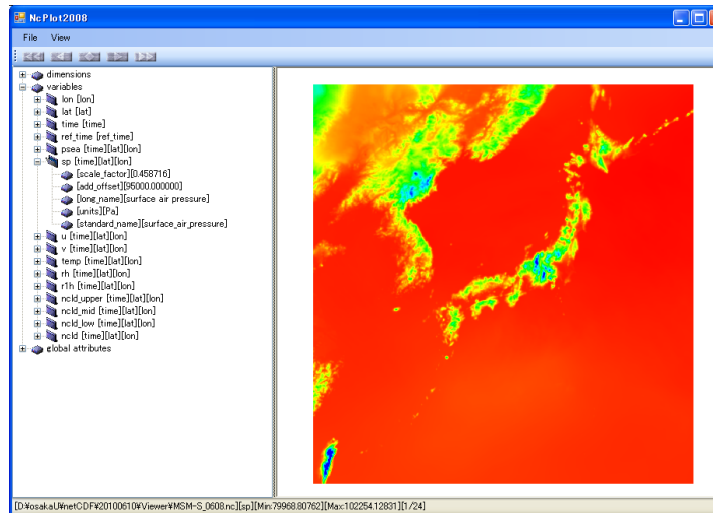 NcPlot2008
File View
dimensions
variables
lon [lon]
lat [lat]
time [time]
ref_time [ref_time]
psea [time][lat][lon]
sp [time][lat][lon]
[scale_factor][0.458716]
[add_offset][95000.000000]
[long_name][surface air pressure]
[units][Pa]
[standard_name][surface_air_pressure]
u [time][lat][lon]
v [time][lat][lon]
temp [time][lat][lon]
rh [time][lat][lon]
r1h [time][lat][lon]
ncld_upper [time][lat][lon]
ncld_mid [time][lat][lon]
ncld_low [time][lat][lon]
ncld [time][lat][lon]
global attributes
[D:¥osakaU¥netCDF¥20100610¥Viewer¥MSM-S_0608.nc][sp][Min:79968.80762][Max:102254.12831][1/24]